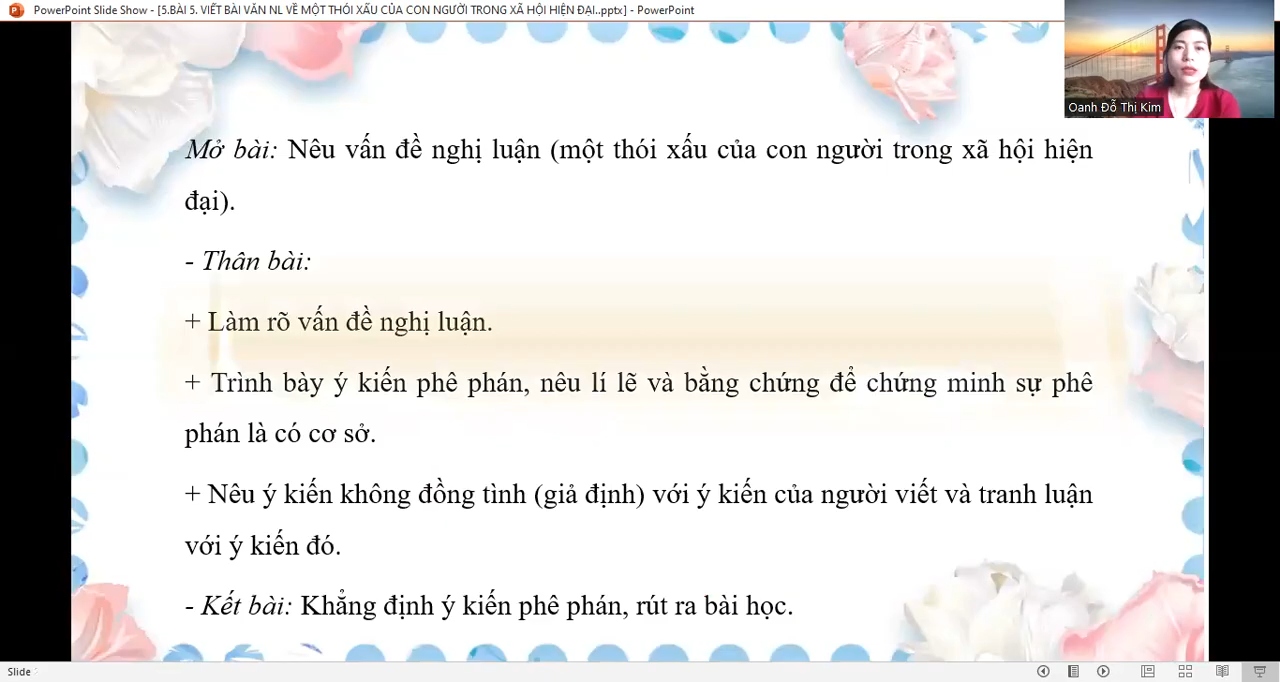 PowerPoint Slide Show - [5.BÀI 5. VIẾT BÀI VĂN NL VỀ MỘT THÓI XẤU CỦA CON NGƯỜI TRONG XÃ HỘI HIỆN ĐẠI..pptx] - PowerPoint
Oanh Đỗ Thị Kim
Mở bài: Nêu vấn đề nghị luận (một thói xấu của con người trong xã hội hiện
đại).
- Thân bài:
+ Làm rõ vấn đề nghị luận.
+ Trình bày ý kiến phê phán, nêu lí lẽ và bằng chứng để chứng minh sự phê
phán là có cơ sở.
+ Nêu ý kiến không đồng tình (giả định) với ý kiến của người viết và tranh luận
với ý kiến đó.
- Kết bài: Khẳng định ý kiến phê phán, rút ra bài học.
Slide